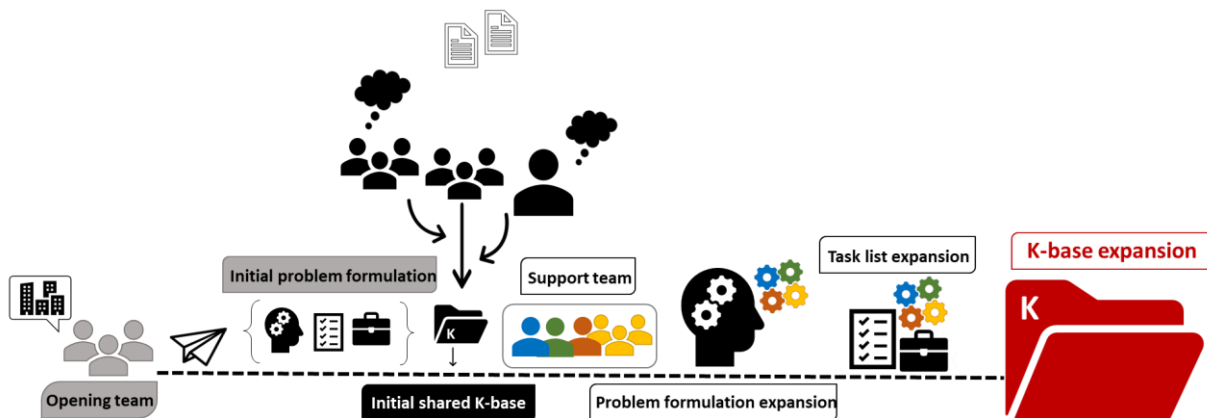 K-base expansion
Task list expansion
Initial problem formulation
Support team
K
K
Opening team
Initial shared K-base
Problem formulation expansion